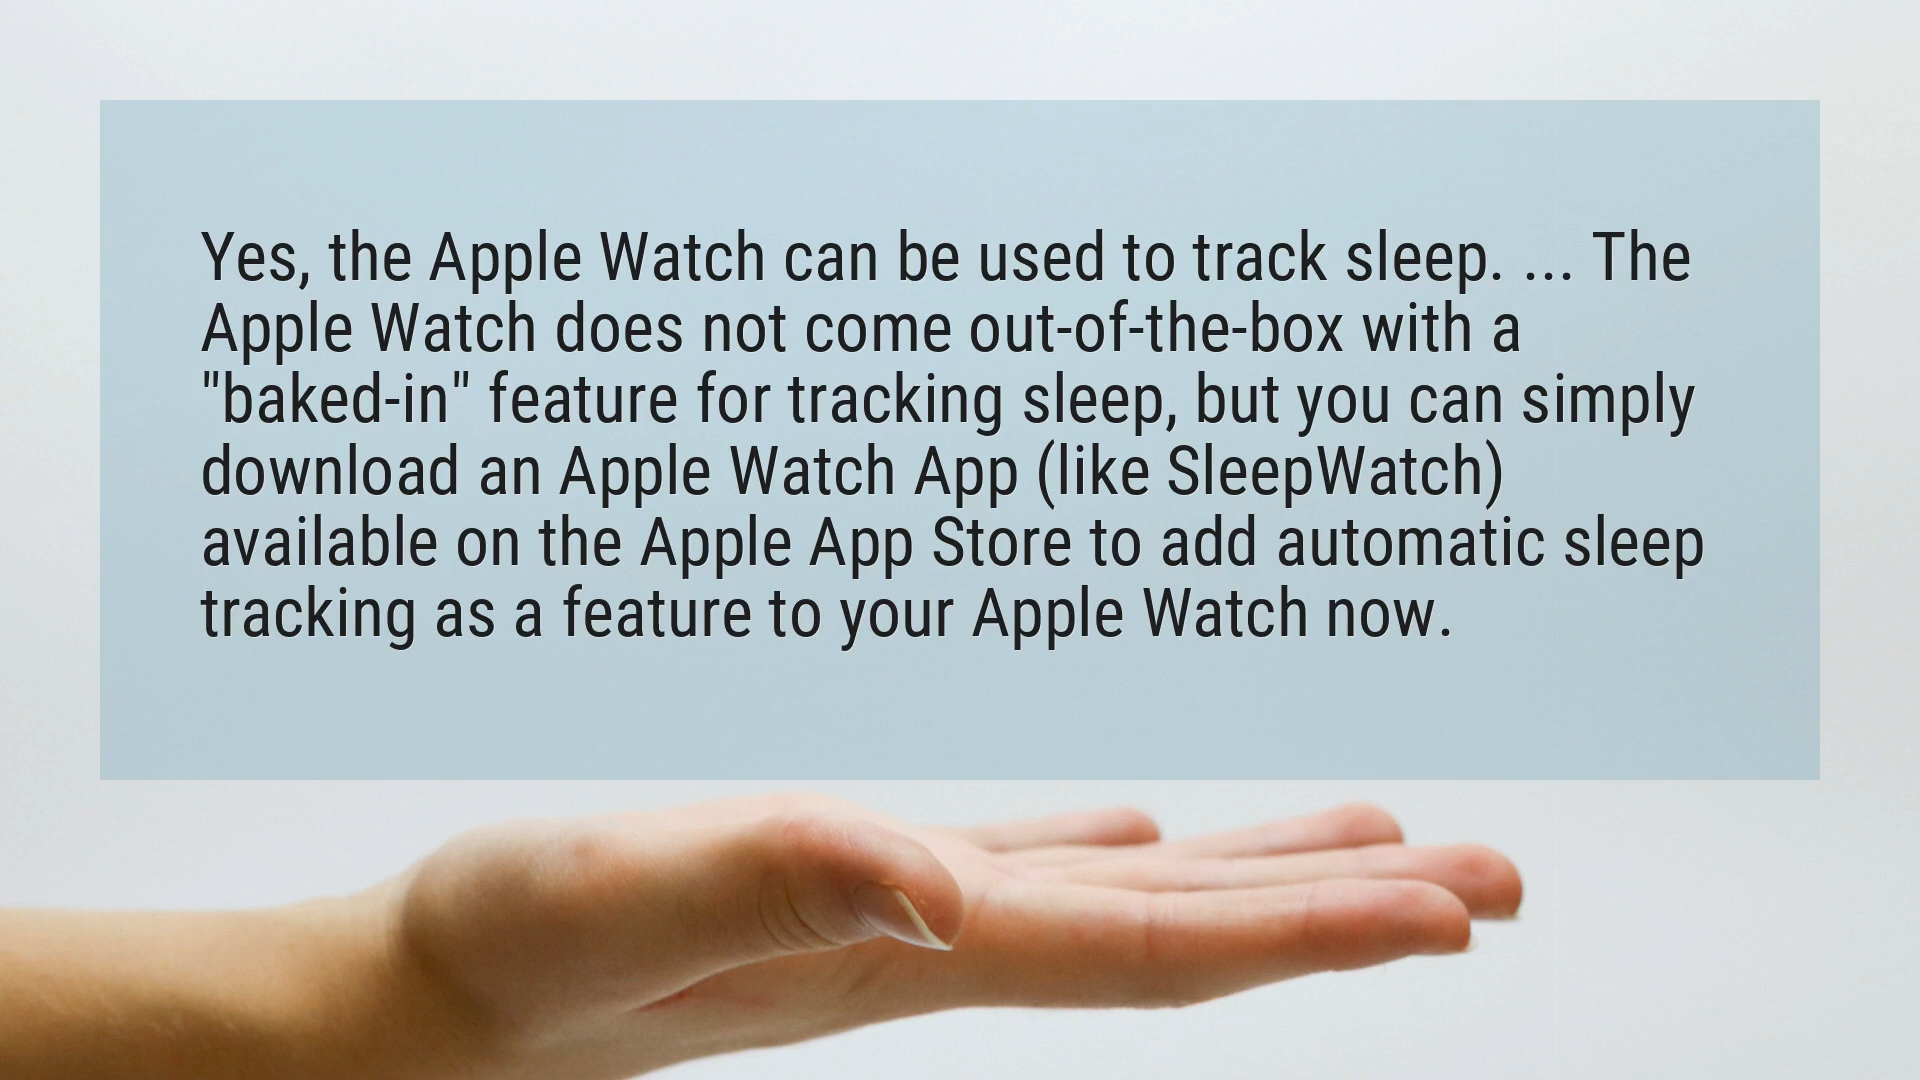 Yes, the Apple Watch can be used to track sleep. ... The
Apple Watch does not come out-of-the-box with a
"baked-in" feature for tracking sleep, but you can simply
download an Apple Watch App (like SleepWatch)
available on the Apple App Store to add automatic sleep
tracking as a feature to your Apple Watch now.